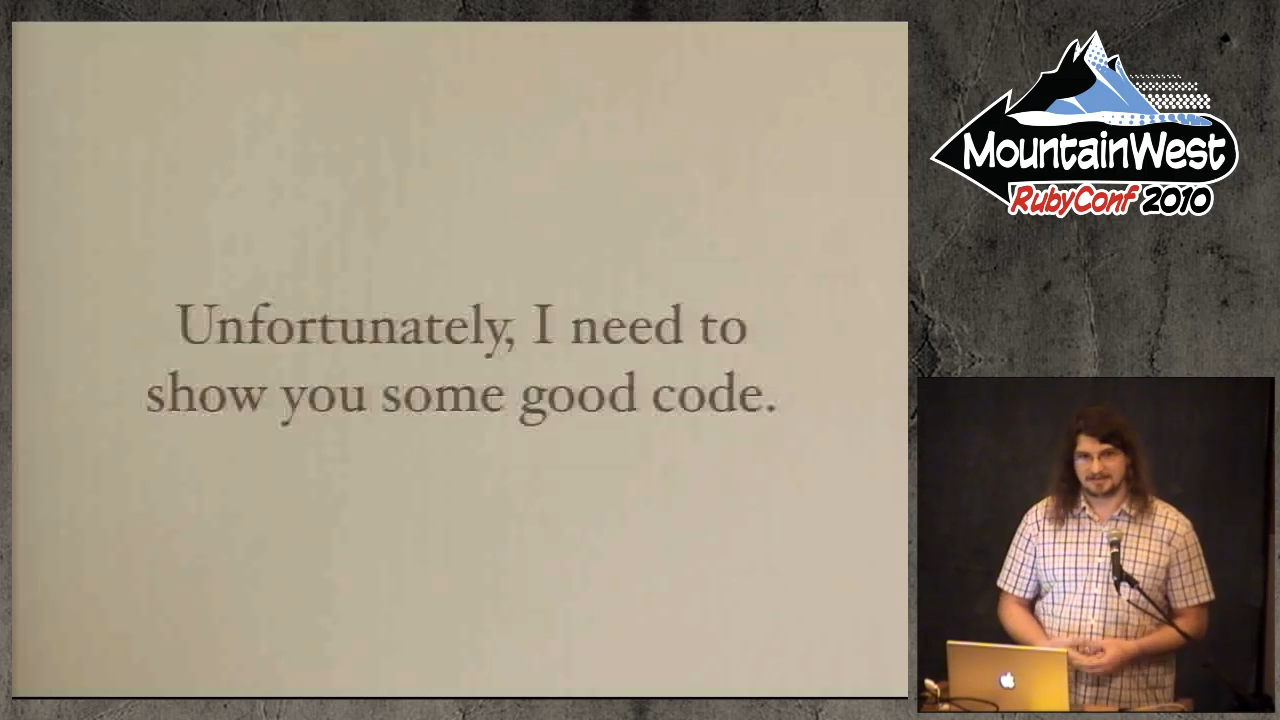 Unfortunately, I need to
show you some good code.
MountainWest
RubyConf 2010